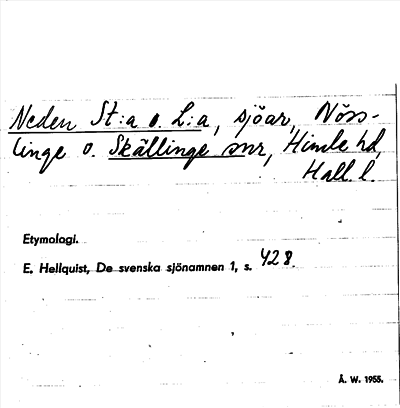 Neden St:a o. L:a, sjöar, Nöss-
linge o. Skällinge snr, Himle hd,
Hall. l.
Etymologi.
E. Hellquist, De svenska sjönamnen 1, s. 428.
Å. W. 1955.